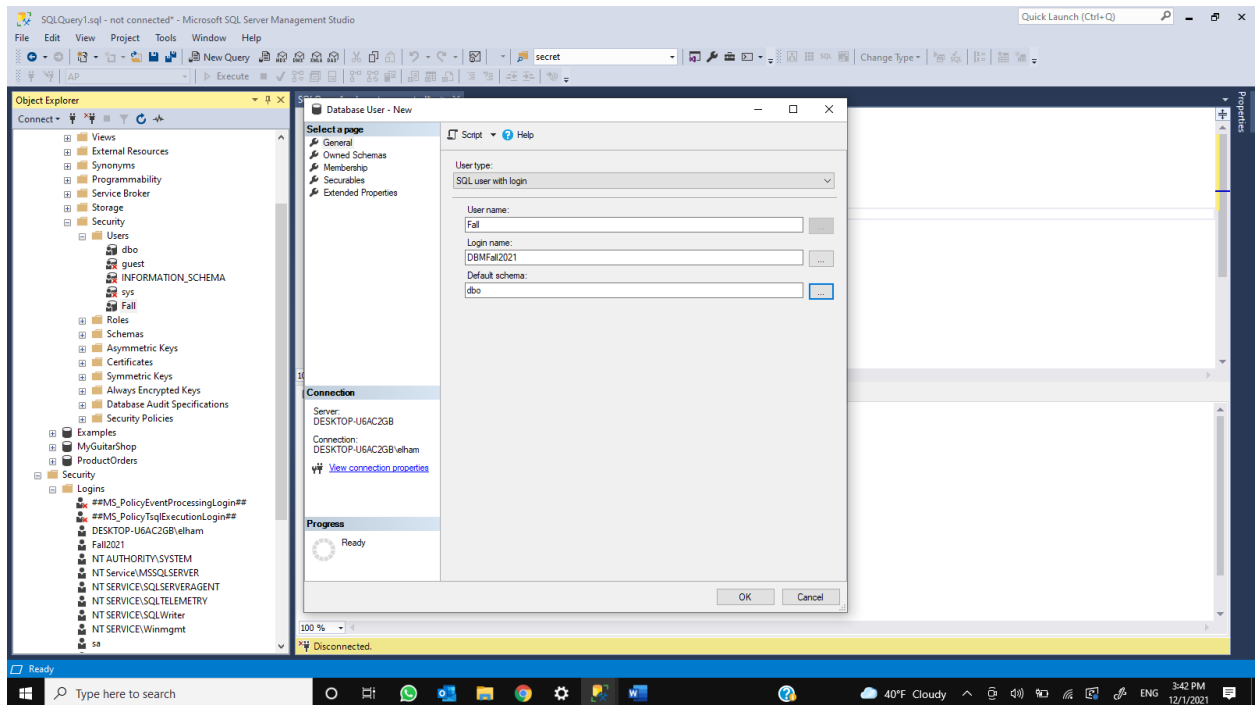 SQLQuery1.sql - not connected* - Microsoft SQL Server Management Studio
Quick Launch (Ctrl+Q)
File Edit View Project Tools Window Help
New Query
secret
Change Type
AP
Execute
Object Explorer
Connect
Views
External Resources
Synonyms
Programmability
Service Broker
Storage
Security
Users
dbo
guest
INFORMATION_SCHEMA
sys
Fall
Roles
Schemas
Asymmetric Keys
Certificates
Symmetric Keys
Always Encrypted Keys
Database Audit Specifications
Security Policies
Examples
MyGuitarShop
ProductOrders
Security
Logins
##MS_PolicyEventProcessingLogin##
##MS_PolicyTsqlExecutionLogin##
DESKTOP-U6AC2GB\elham
Fall2021
NT AUTHORITY\SYSTEM
NT Service\MSSQLSERVER
NT SERVICE\SQLSERVERAGENT
NT SERVICE\SQLTELEMETRY
NT SERVICE\SQLWriter
NT SERVICE\Winmgmt
sa
Database User - New
Select a page
General
Owned Schemas
Membership
Securables
Extended Properties
Script Help
User type:
SQL user with login
User name:
Fall
...
Login name:
DBMFall2021
...
Default schema:
dbo
...
Connection
Server:
DESKTOP-U6AC2GB
Connection:
DESKTOP-U6AC2GB\elham
View connection properties
Progress
Ready
OK Cancel
Properties
100 %
Disconnected.
Ready
Type here to search
40°F Cloudy
ENG
3:42 PM
12/1/2021